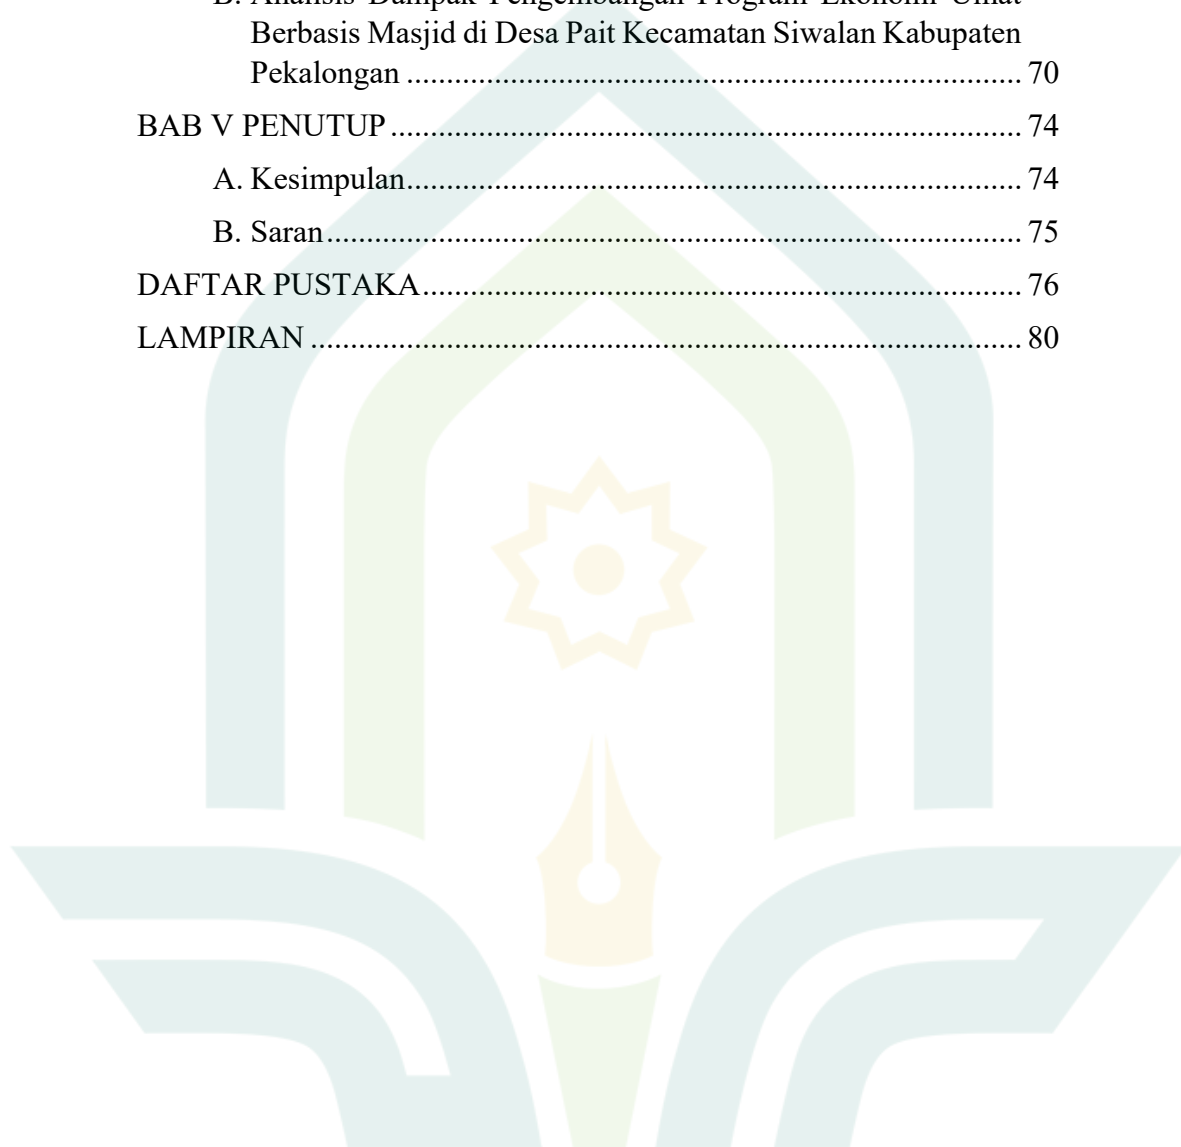 B. Analisis Dampak Pengembangan Program Ekonomi Umat
Berbasis Masjid di Desa Pait Kecamatan Siwalan Kabupaten
Pekalongan ............................................................................. 70
BAB V PENUTUP ............................................................................... 74
A. Kesimpulan............................................................................. 74
B. Saran....................................................................................... 75
DAFTAR PUSTAKA........................................................................... 76
LAMPIRAN ......................................................................................... 80